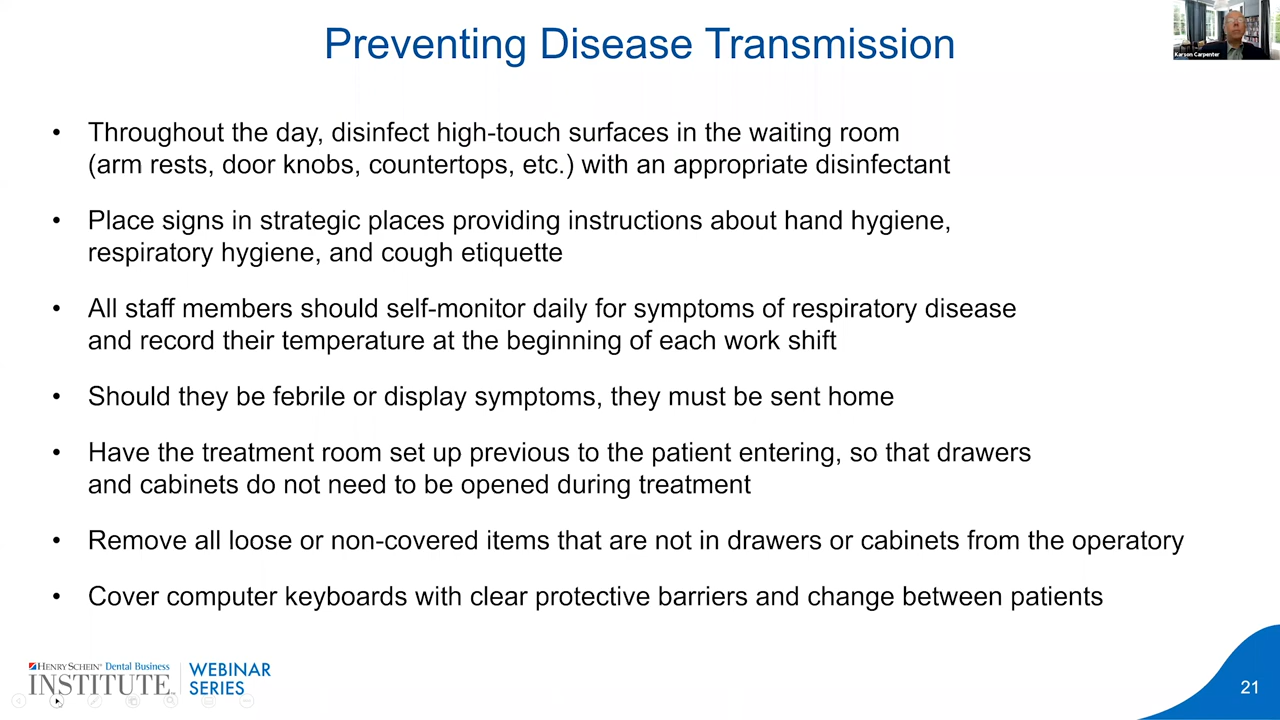 Preventing Disease Transmission
Karson Carpenter
• Throughout the day, disinfect high-touch surfaces in the waiting room
(arm rests, door knobs, countertops, etc.) with an appropriate disinfectant
• Place signs in strategic places providing instructions about hand hygiene,
respiratory hygiene, and cough etiquette
• All staff members should self-monitor daily for symptoms of respiratory disease
and record their temperature at the beginning of each work shift
• Should they be febrile or display symptoms, they must be sent home
• Have the treatment room set up previous to the patient entering, so that drawers
and cabinets do not need to be opened during treatment
• Remove all loose or non-covered items that are not in drawers or cabinets from the operatory
• Cover computer keyboards with clear protective barriers and change between patients
HENRY SCHEIN® Dental Business
INSTITUTE™
WEBINAR
SERIES
21